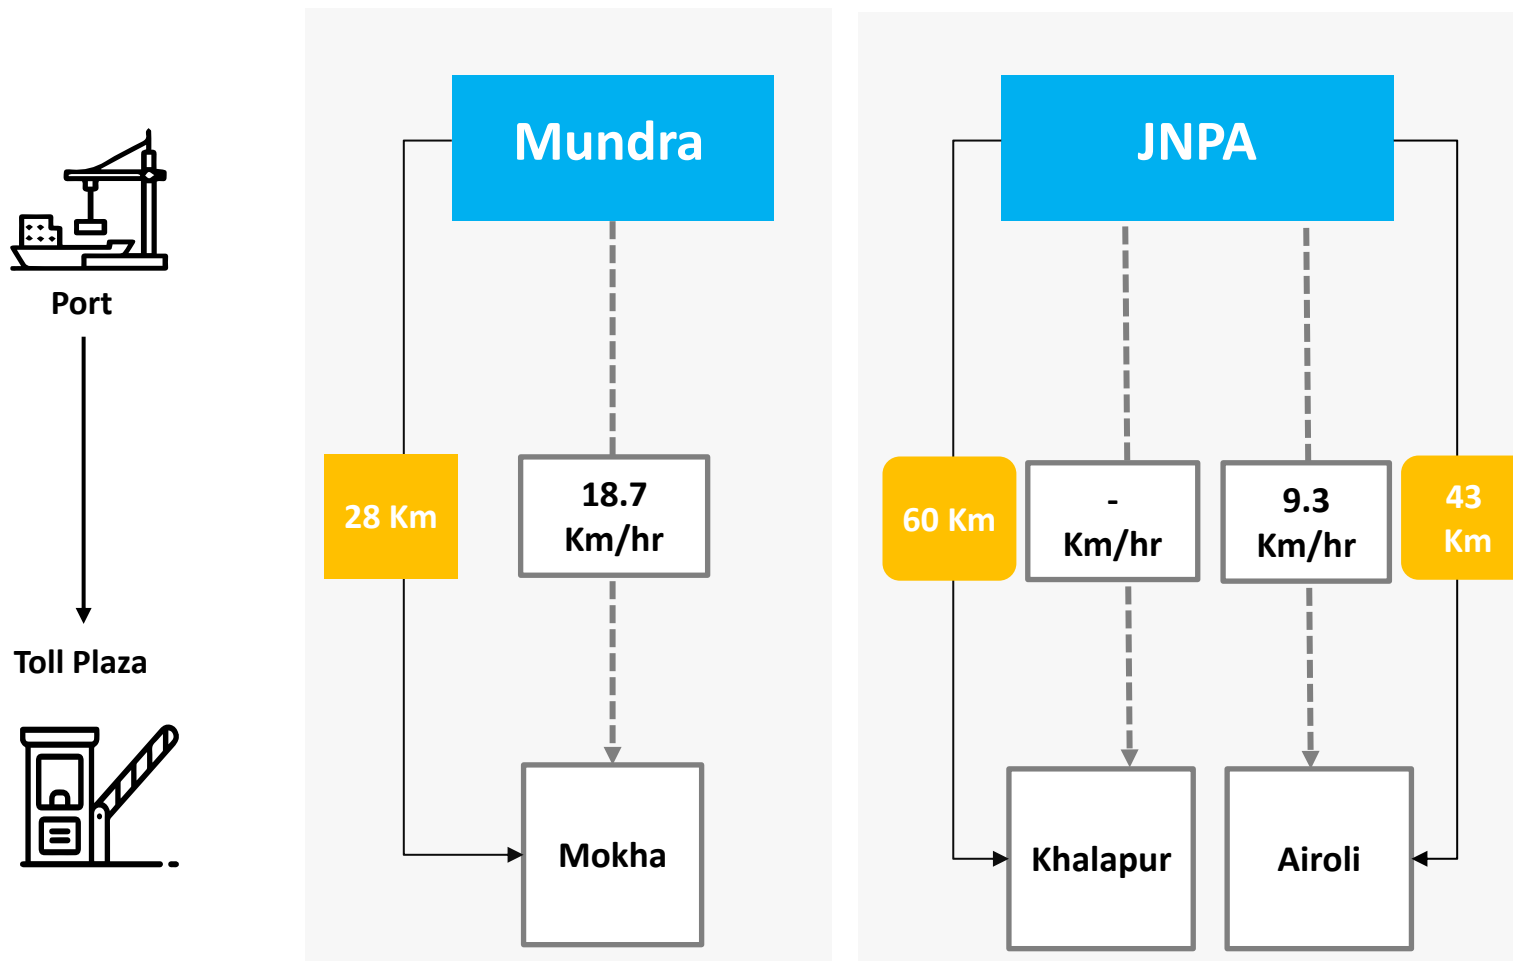 Mundra
JNPA
Port
28 Km
18.7
Km/hr
60 Km
-
Km/hr
9.3
Km/hr
43
Km
Toll Plaza
Mokha
Khalapur
Airoli